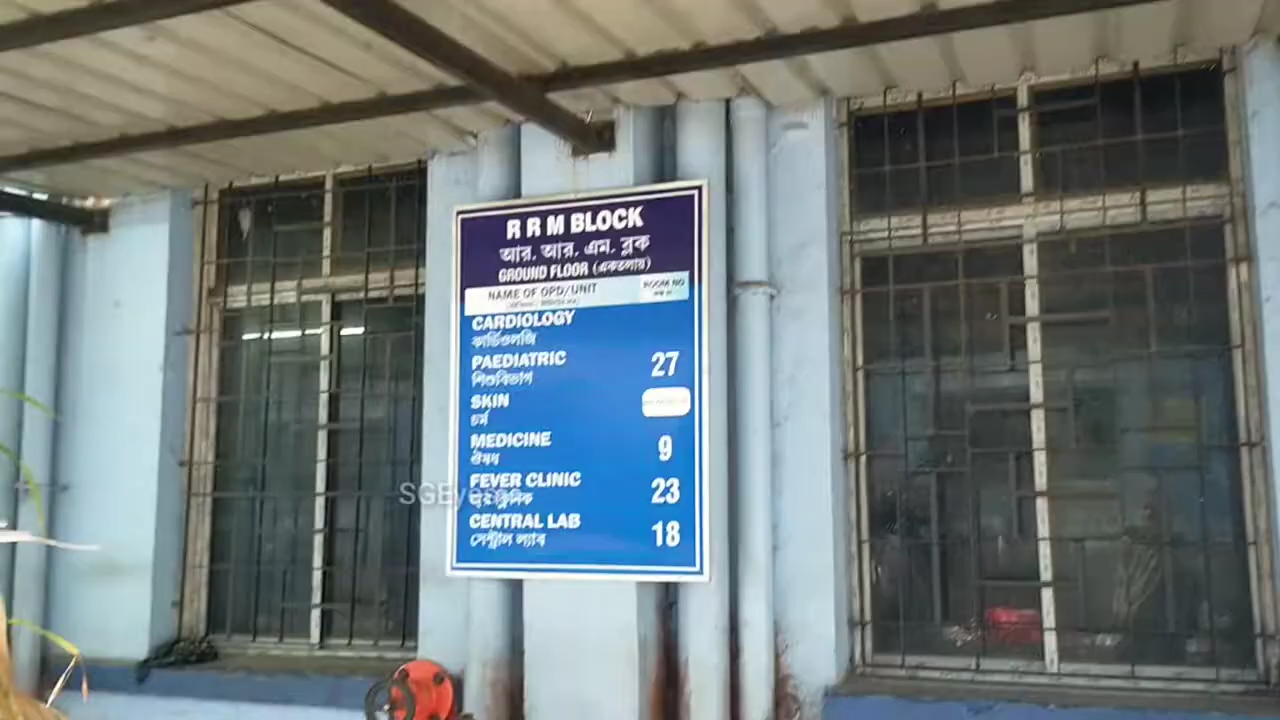 R R M BLOCK
আর. আর. এম. ব্লক
GROUND FLOOR (একতলায়)
NAME OF OPD/UNIT ROOM NO
CARDIOLOGY
কার্ডিওলজি
PAEDIATRIC 27
শিশুবিভাগ
SKIN
চর্ম
MEDICINE 9
ঔষধ
FEVER CLINIC 23
ক্লিনিক
CENTRAL LAB 18
সেন্ট্রাল ল্যাব